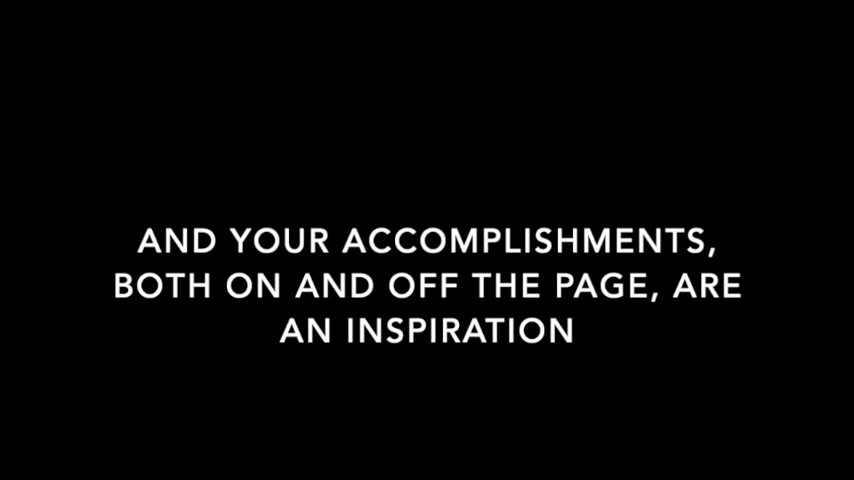 AND YOUR ACCOMPLISHMENTS,
BOTH ON AND OFF THE PAGE, ARE
AN INSPIRATION